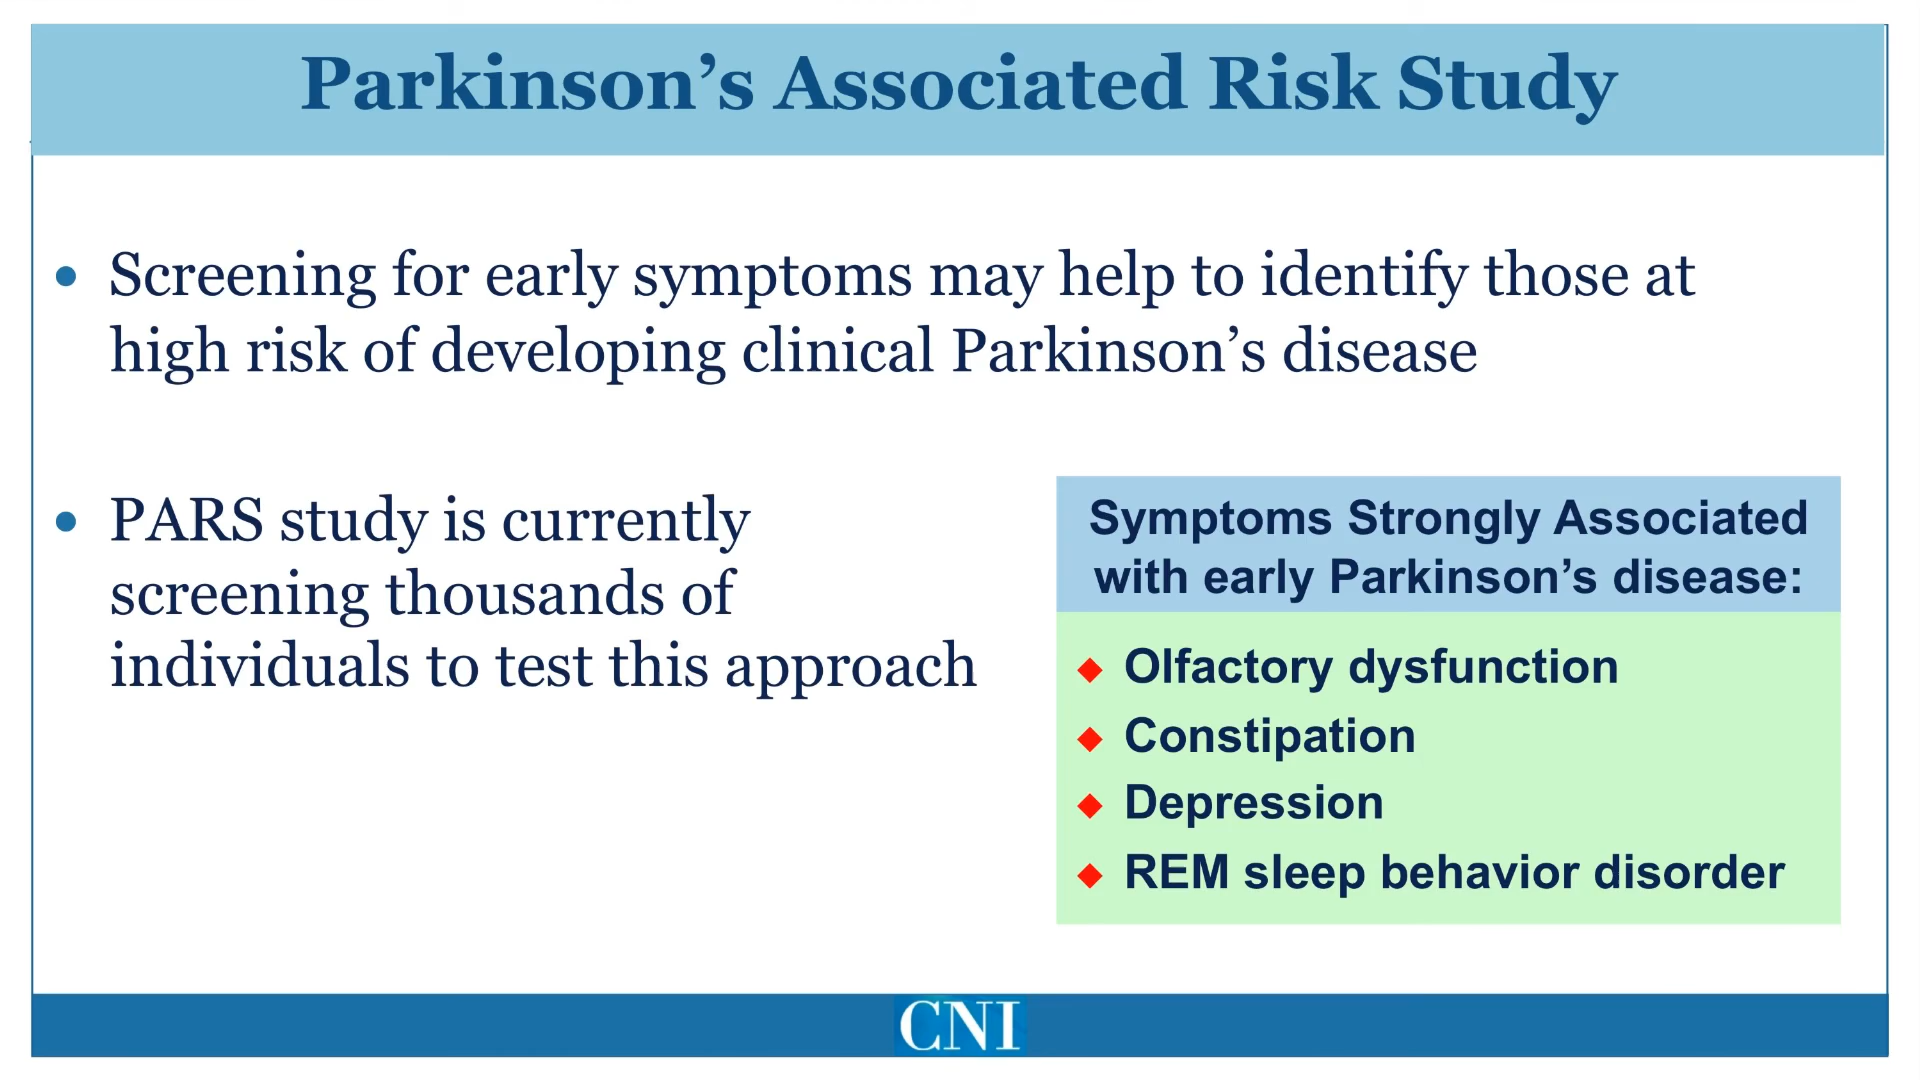 Parkinson’s Associated Risk Study
• Screening for early symptoms may help to identify those at
high risk of developing clinical Parkinson’s disease
• PARS study is currently
screening thousands of
individuals to test this approach
Symptoms Strongly Associated
with early Parkinson’s disease:
◆ Olfactory dysfunction
◆ Constipation
◆ Depression
◆ REM sleep behavior disorder
CNI